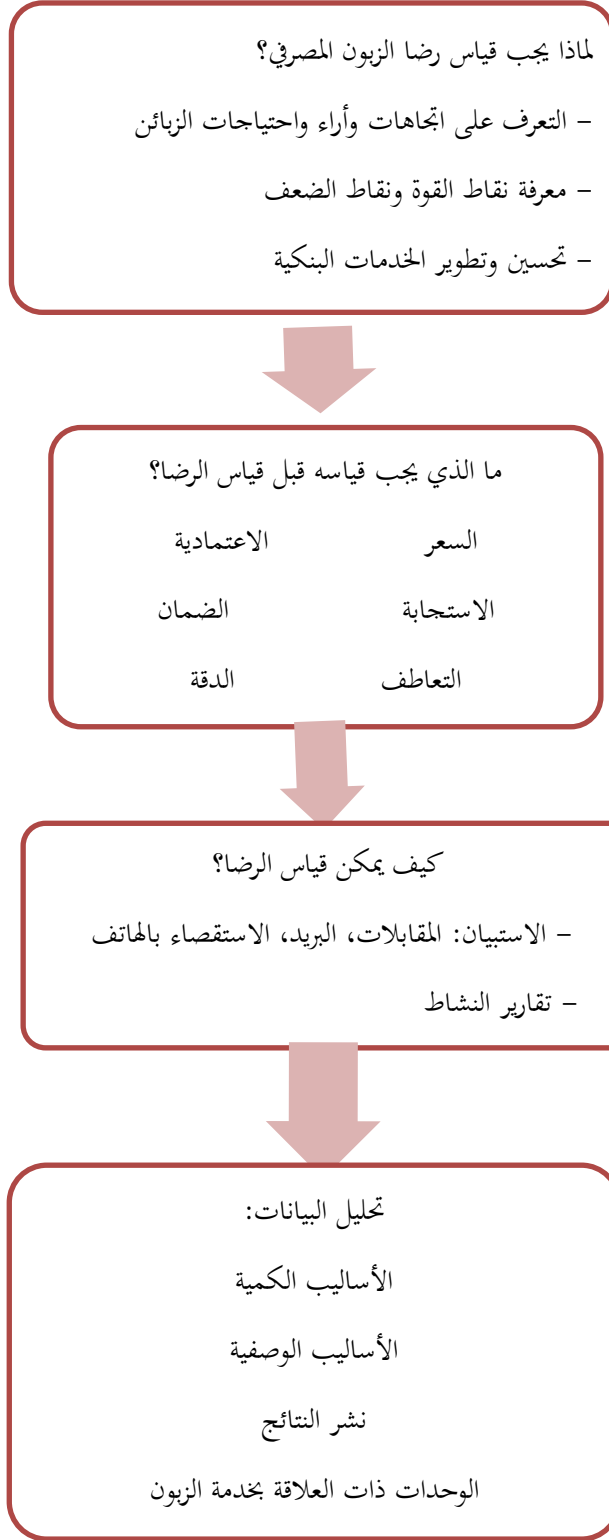 لماذا يجب قياس رضا الزبون المصرفي؟
– التعرف على اتجاهات وأراء واحتياجات الزبائن
– معرفة نقاط القوة ونقاط الضعف
– تحسين وتطوير الخدمات البنكية
ما الذي يجب قياسه قبل قياس الرضا؟
السعر الاعتمادية
الاستجابة الضمان
التعاطف الدقة
كيف يمكن قياس الرضا؟
– الاستبيان: المقابلات، البريد، الاستقصاء بالهاتف
– تقارير النشاط
تحليل البيانات:
الأساليب الكمية
الأساليب الوصفية
نشر النتائج
الوحدات ذات العلاقة بخدمة الزبون